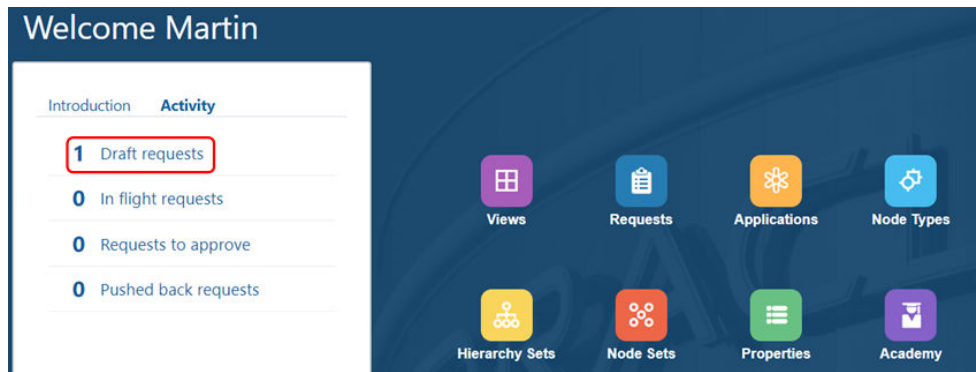 Welcome Martin
Introduction Activity
1 Draft requests
0 In flight requests
0 Requests to approve
0 Pushed back requests
Views Requests Applications Node Types
Hierarchy Sets Node Sets Properties Academy